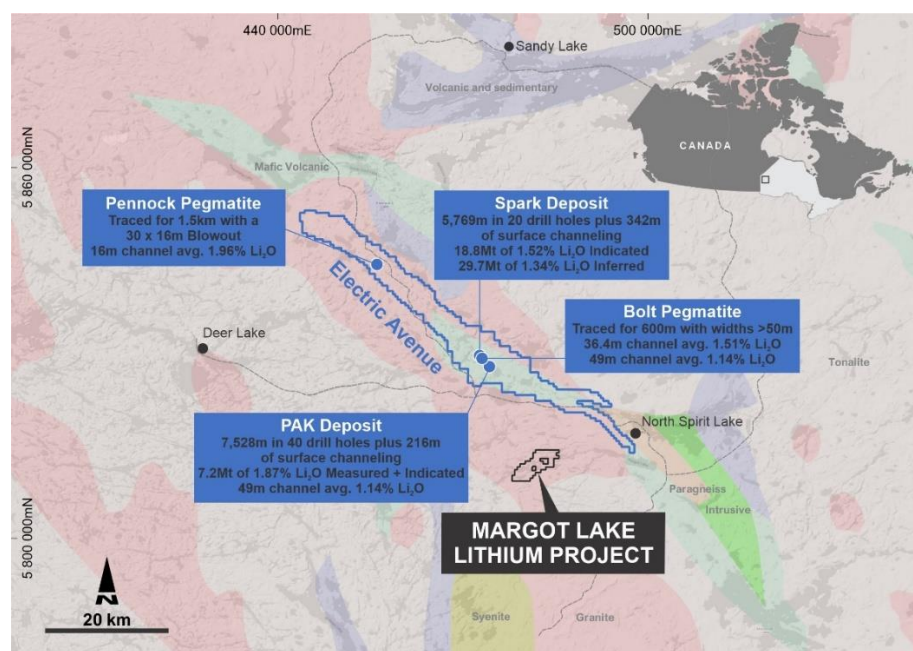 440 000mE
500 000mE
5 860 000mN
5 800 000mN
Sandy Lake
Volcanic and sedimentary
CANADA
Mafic Volcanic
Pennock Pegmatite
Traced for 1.5km with a
30 x 16m Blowout
16m channel avg. 1.96% Li₂O
Spark Deposit
5,769m in 20 drill holes plus 342m
of surface channeling
18.8Mt of 1.52% Li₂O Indicated
29.7Mt of 1.34% Li₂O Inferred
Electric Avenue
Bolt Pegmatite
Traced for 600m with widths >50m
36.4m channel avg. 1.51% Li₂O
49m channel avg. 1.14% Li₂O
Deer Lake
Tonalite
PAK Deposit
7,528m in 40 drill holes plus 216m
of surface channeling
7.2Mt of 1.87% Li₂O Measured + Indicated
49m channel avg. 1.14% Li₂O
North Spirit Lake
Paragneiss
Intrusive
MARGOT LAKE
LITHIUM PROJECT
N
20 km
Syenite
Granite